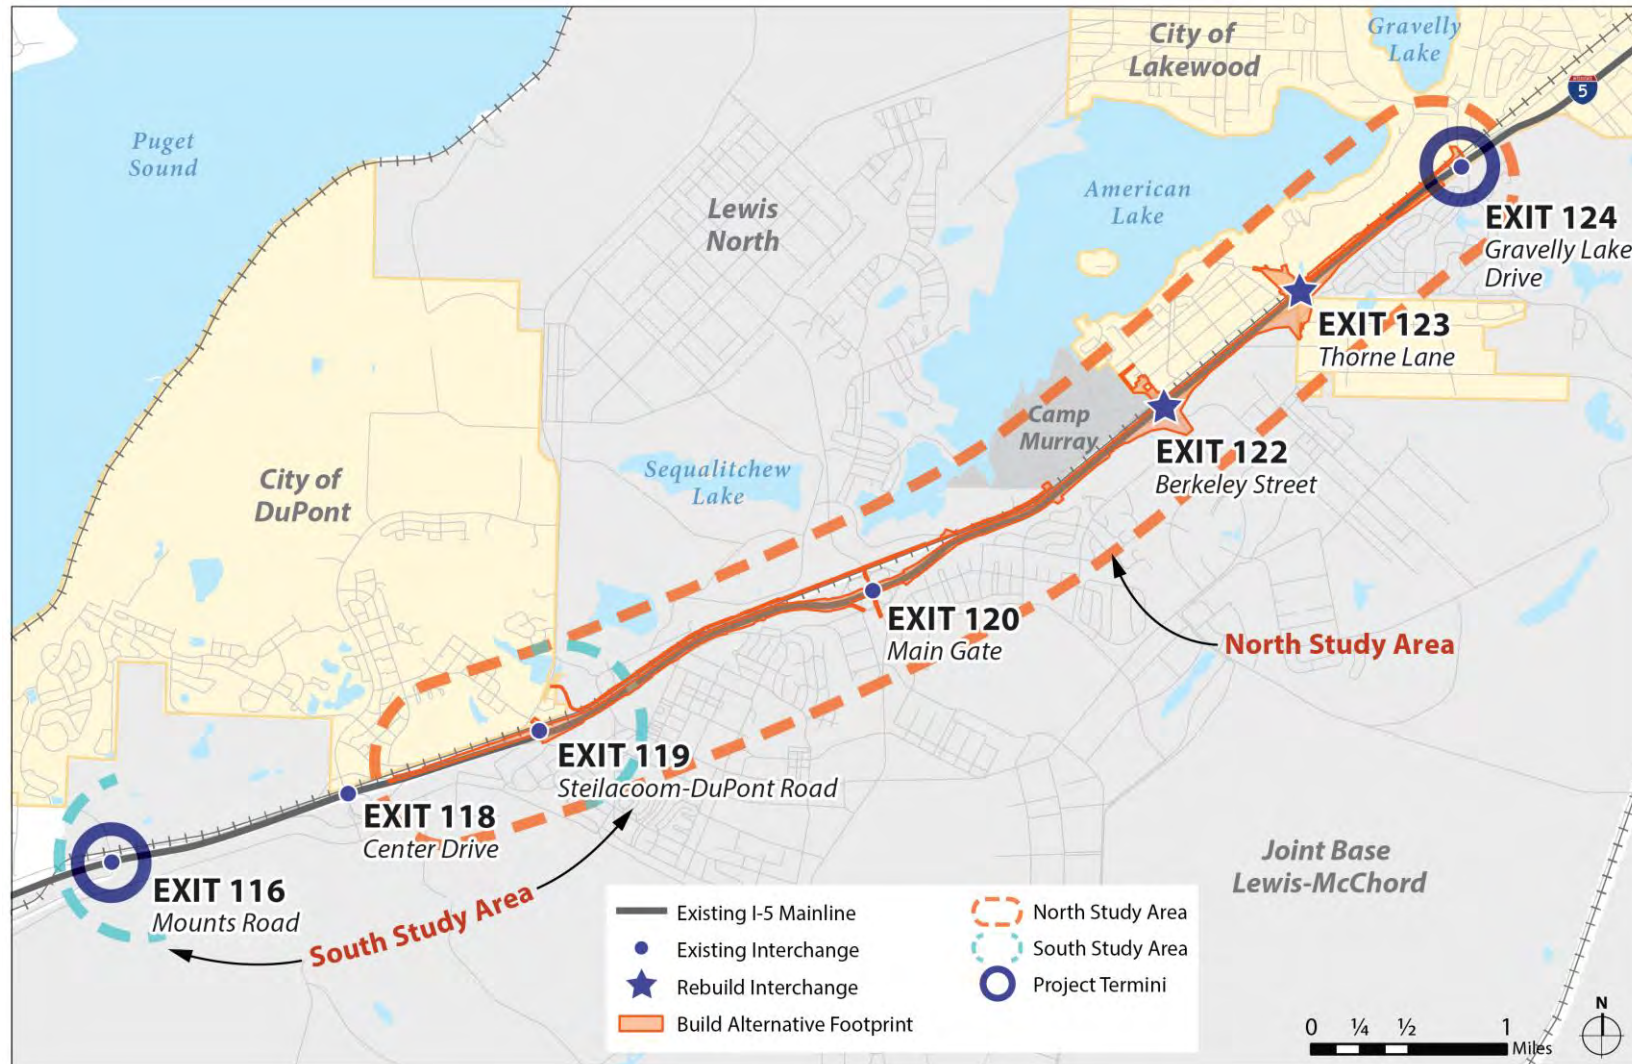 City of
Lakewood
Gravelly
Lake
INTERSTATE
5
Puget
Sound
Lewis
North
American
Lake
EXIT 124
Gravelly Lake
Drive
EXIT 123
Thorne Lane
Camp
Murray
EXIT 122
Berkeley Street
City of
DuPont
Sequalitchew
Lake
EXIT 120
Main Gate
North Study Area
EXIT 119
Steilacoom-DuPont Road
EXIT 118
Center Drive
EXIT 116
Mounts Road
South Study Area
Joint Base
Lewis-McChord
Existing I-5 Mainline
Existing Interchange
Rebuild Interchange
Build Alternative Footprint
North Study Area
South Study Area
Project Termini
0 ¼ ½ 1
Miles
N